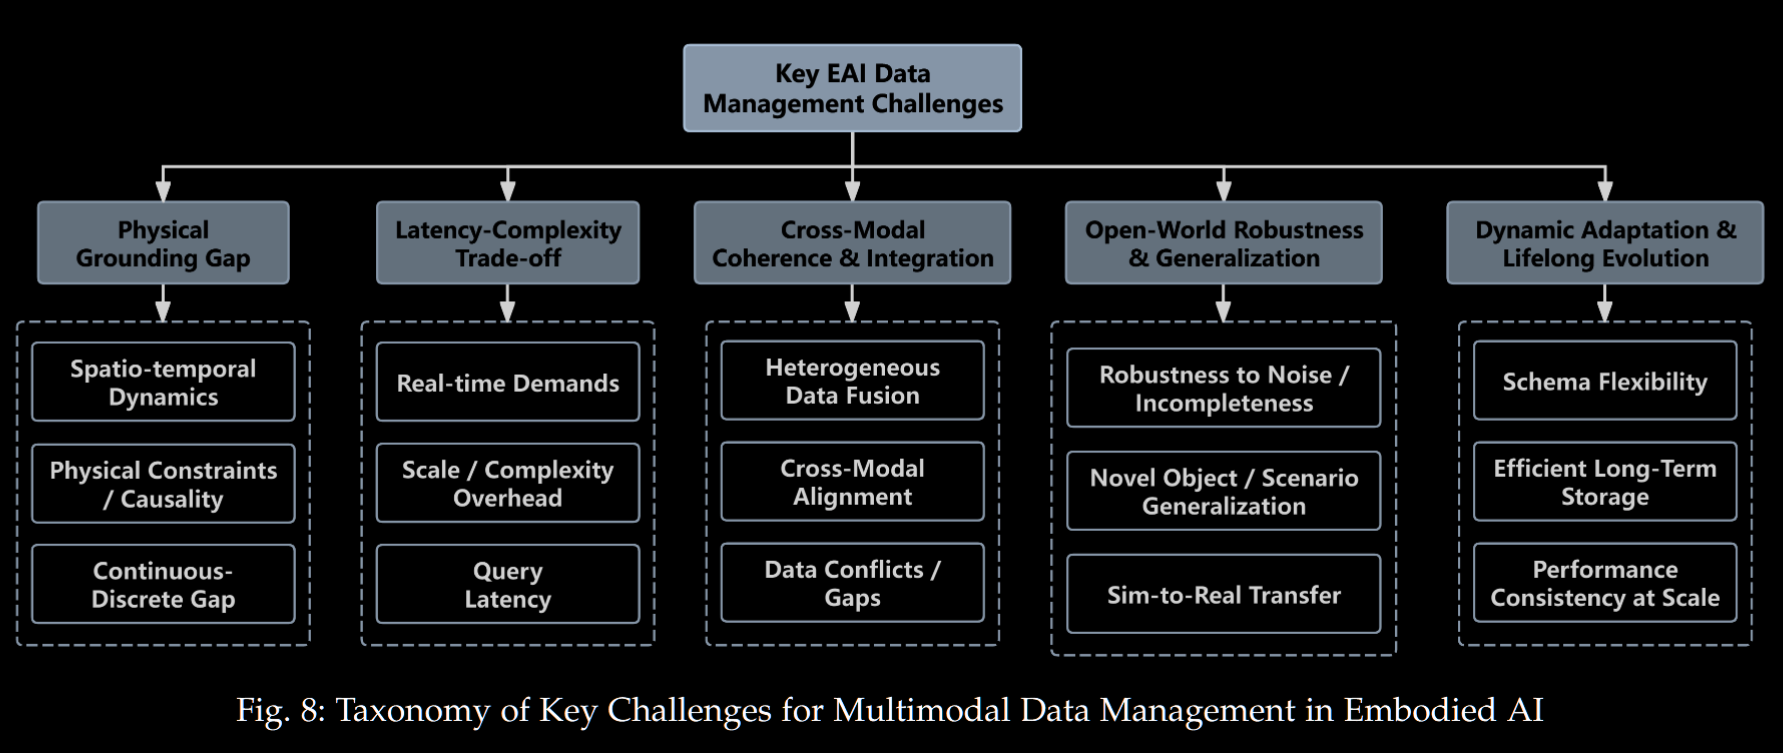 Key EAI Data
Management Challenges
Physical
Grounding Gap
Latency-Complexity
Trade-off
Cross-Modal
Coherence & Integration
Open-World Robustness
& Generalization
Dynamic Adaptation &
Lifelong Evolution
Spatio-temporal
Dynamics
Physical Constraints
/ Causality
Continuous-
Discrete Gap
Real-time Demands
Scale / Complexity
Overhead
Query
Latency
Heterogeneous
Data Fusion
Cross-Modal
Alignment
Data Conflicts /
Gaps
Robustness to Noise /
Incompleteness
Novel Object / Scenario
Generalization
Sim-to-Real Transfer
Schema Flexibility
Efficient Long-Term
Storage
Performance
Consistency at Scale
Fig. 8: Taxonomy of Key Challenges for Multimodal Data Management in Embodied AI